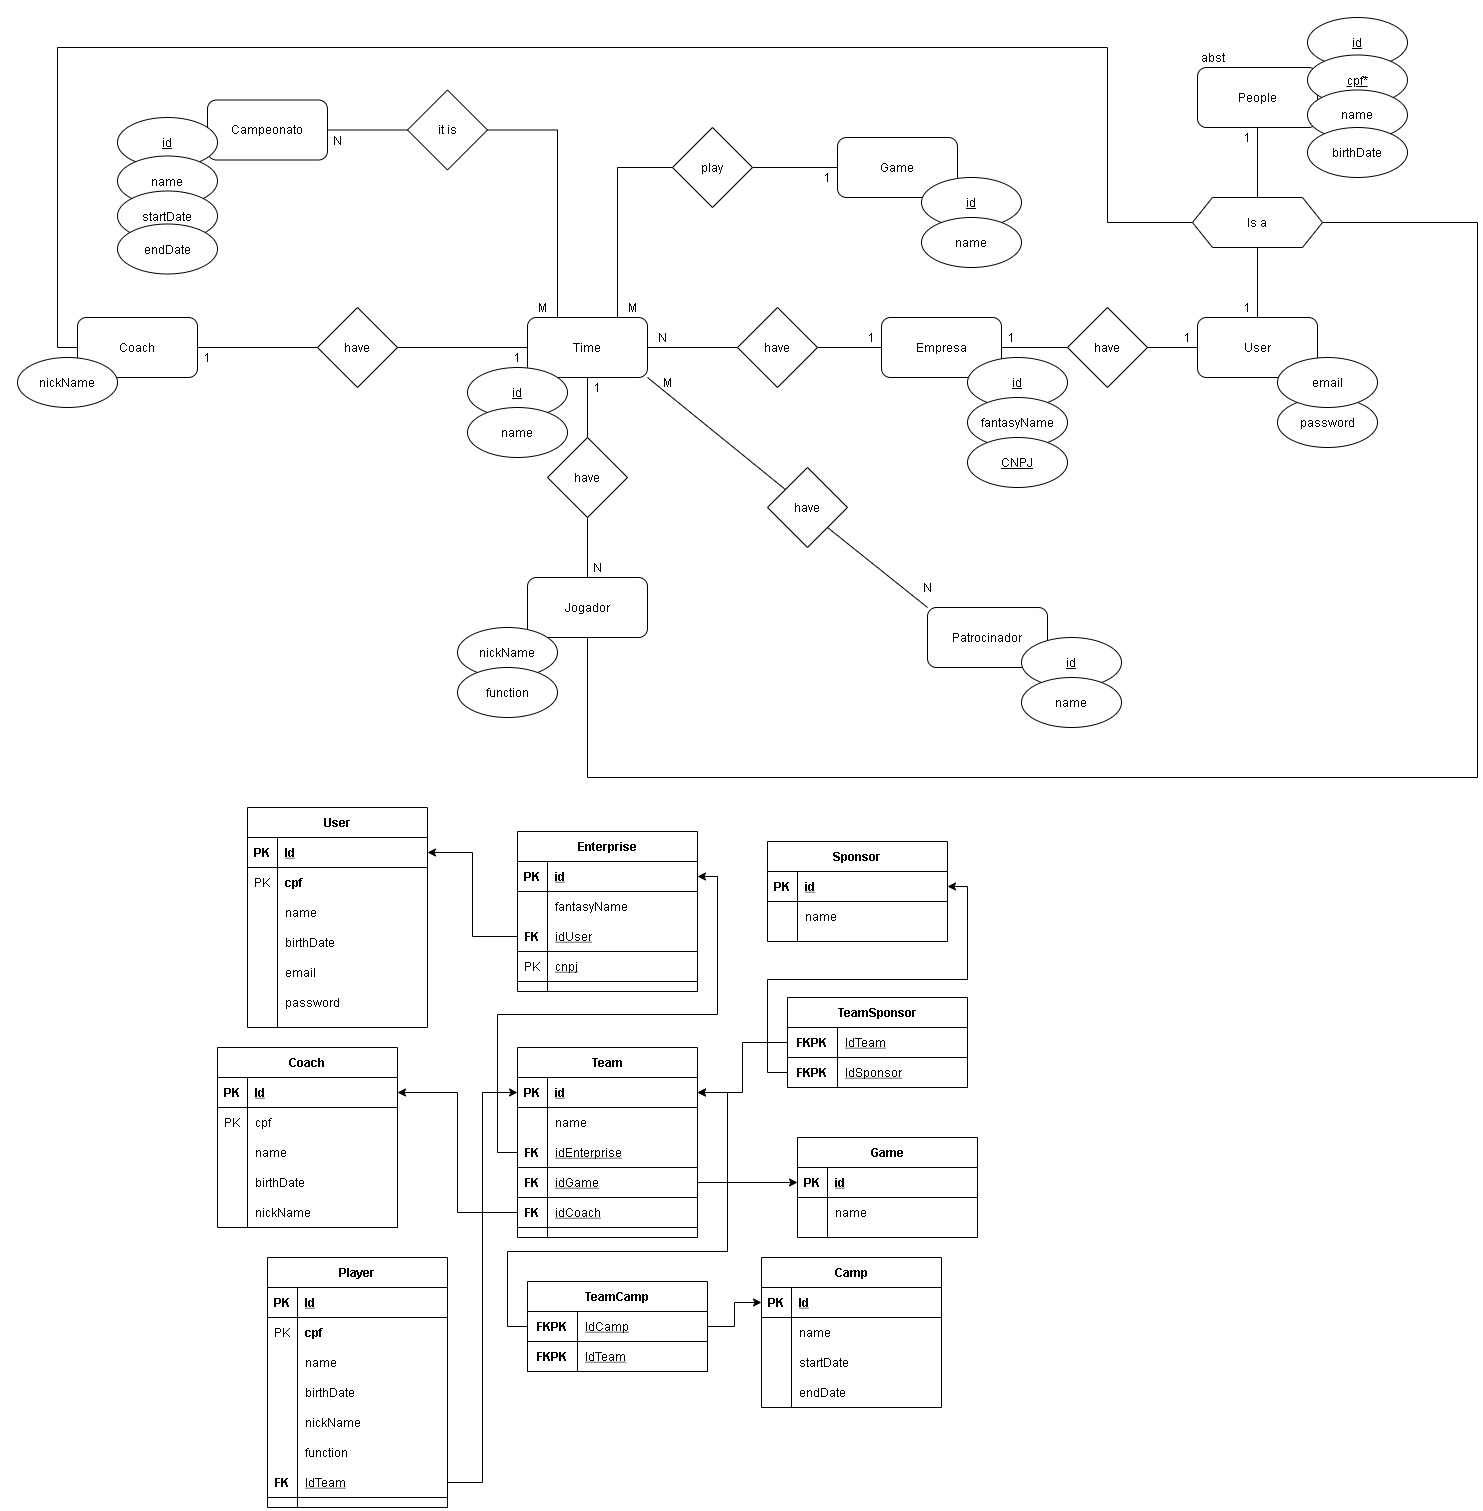 id
abst
cpf*
People
name
birthDate
1
Is a
1
Campeonato
N
it is
id
name
startDate
endDate
play
Game
1
id
name
M
M
Coach
1
nickName
have
1
Time
id
name
1
N
have
1
Empresa
1
id
fantasyName
CNPJ
have
1
User
email
password
M
have
have
N
N
Jogador
nickName
function
Patrocinador
id
name
User
PK Id
PK cpf
name
birthDate
email
password
Enterprise
PK id
fantasyName
FK idUser
PK cnpj
Sponsor
PK id
name
TeamSponsor
FKPK IdTeam
FKPK IdSponsor
Coach
PK Id
PK cpf
name
birthDate
nickName
Team
PK id
name
FK idEnterprise
FK idGame
FK idCoach
Game
PK id
name
Player
PK Id
PK cpf
name
birthDate
nickName
function
FK IdTeam
TeamCamp
FKPK IdCamp
FKPK IdTeam
Camp
PK Id
name
startDate
endDate